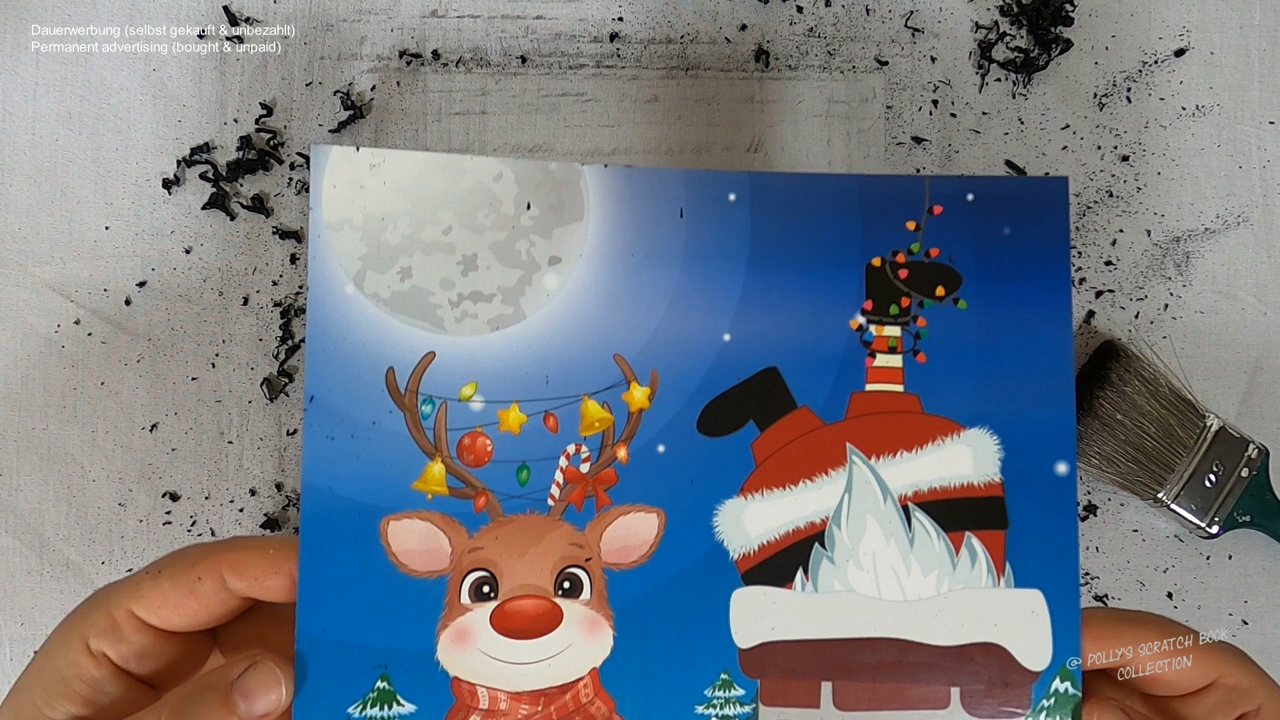 Dauerwerbung (selbst gekauft & unbezahlt)
Permanent advertising (bought & unpaid)
@ POLLY'S SCRATCH BOOK
COLLECTION